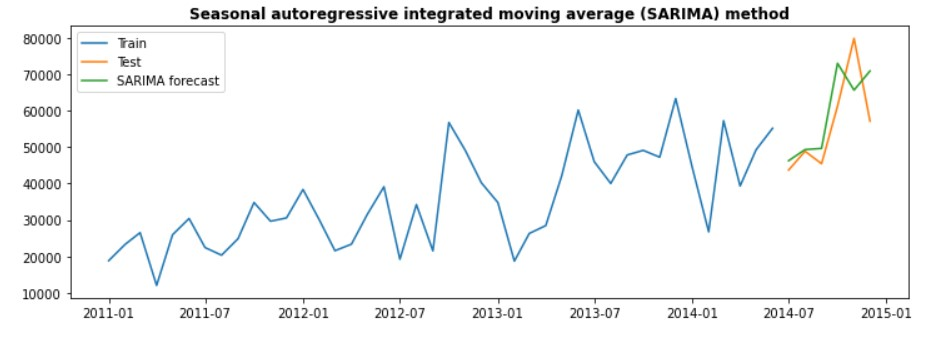 Seasonal autoregressive integrated moving average (SARIMA) method
80000
70000
60000
50000
40000
30000
20000
10000
Train
Test
SARIMA forecast
2011-01 2011-07 2012-01 2012-07 2013-01 2013-07 2014-01 2014-07 2015-01